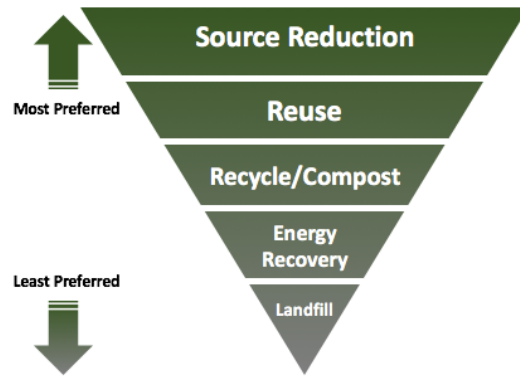 Source Reduction
Most Preferred
Reuse
Recycle/Compost
Energy
Recovery
Least Preferred
Landfill